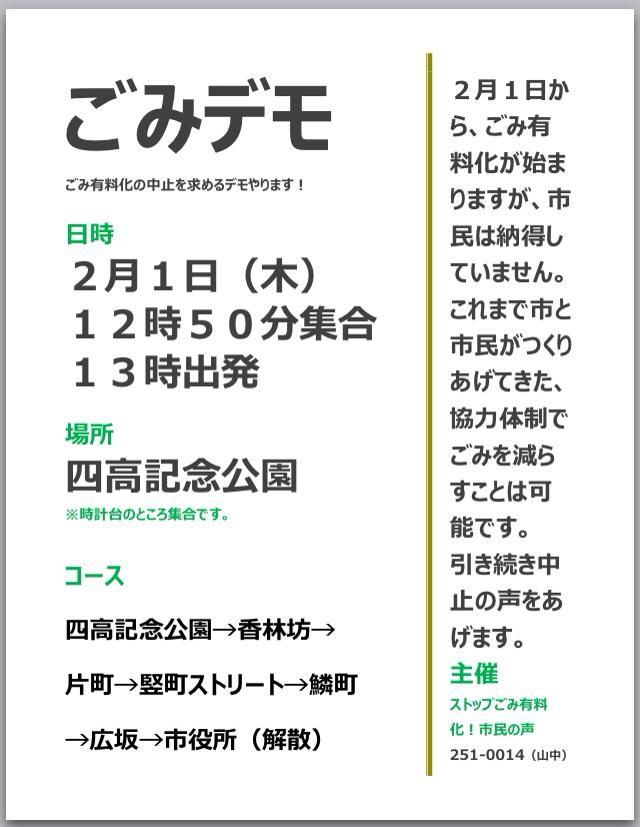 ごみデモ
ごみ有料化の中止を求めるデモやります！
日時
２月１日（木）
１２時５０分集合
１３時出発
場所
四高記念公園
※時計台のところ集合です。
コース
四高記念公園→香林坊→
片町→竪町ストリート→鱗町
→広坂→市役所（解散）
２月１日か
ら、ごみ有
料化が始ま
りますが、市
民は納得し
ていません。
これまで市と
市民がつくり
あげてきた、
協力体制で
ごみを減ら
すことは可
能です。
引き続き中
止の声をあ
げます。
主催
ストップごみ有料
化！市民の声
251-0014（山中）